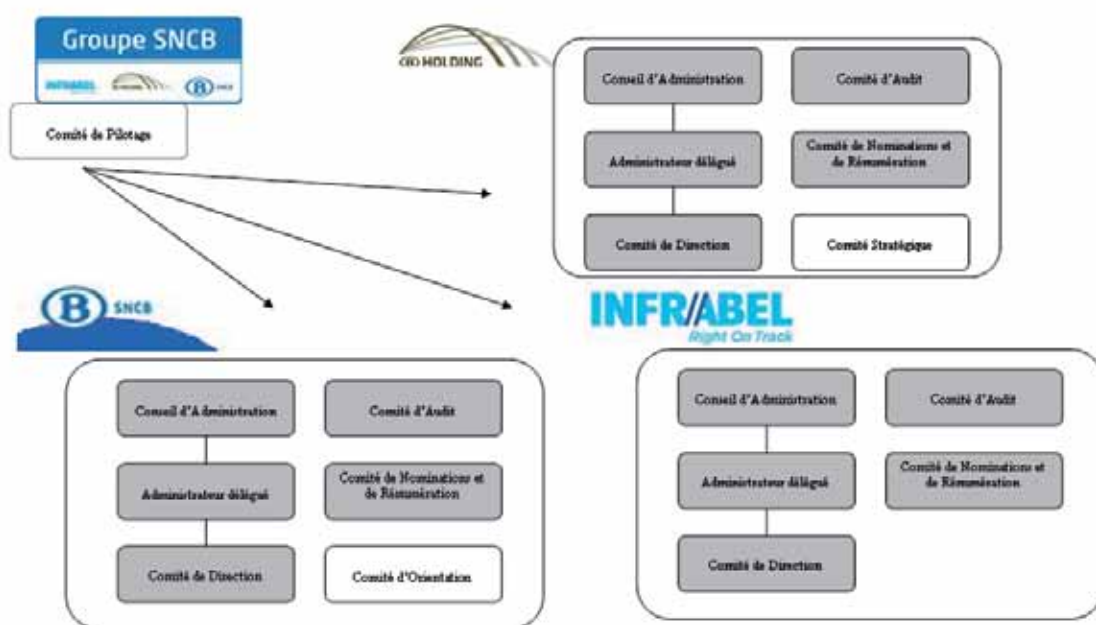 Groupe SNCB
INFRABEL
HOLDING
B SNCB
Comité de Pilotage
B HOLDING
Conseil d'Administration
Comité d'Audit
Administrateur délégué
Comité de Nominations et
de Rémunération
Comité de Direction
Comité Stratégique
B SNCB
Conseil d'Administration
Comité d'Audit
Administrateur délégué
Comité de Nominations et
de Rémunération
Comité de Direction
Comité d'Orientation
INFRABEL
Right On Track
Conseil d'Administration
Comité d'Audit
Administrateur délégué
Comité de Nominations et
de Rémunération
Comité de Direction